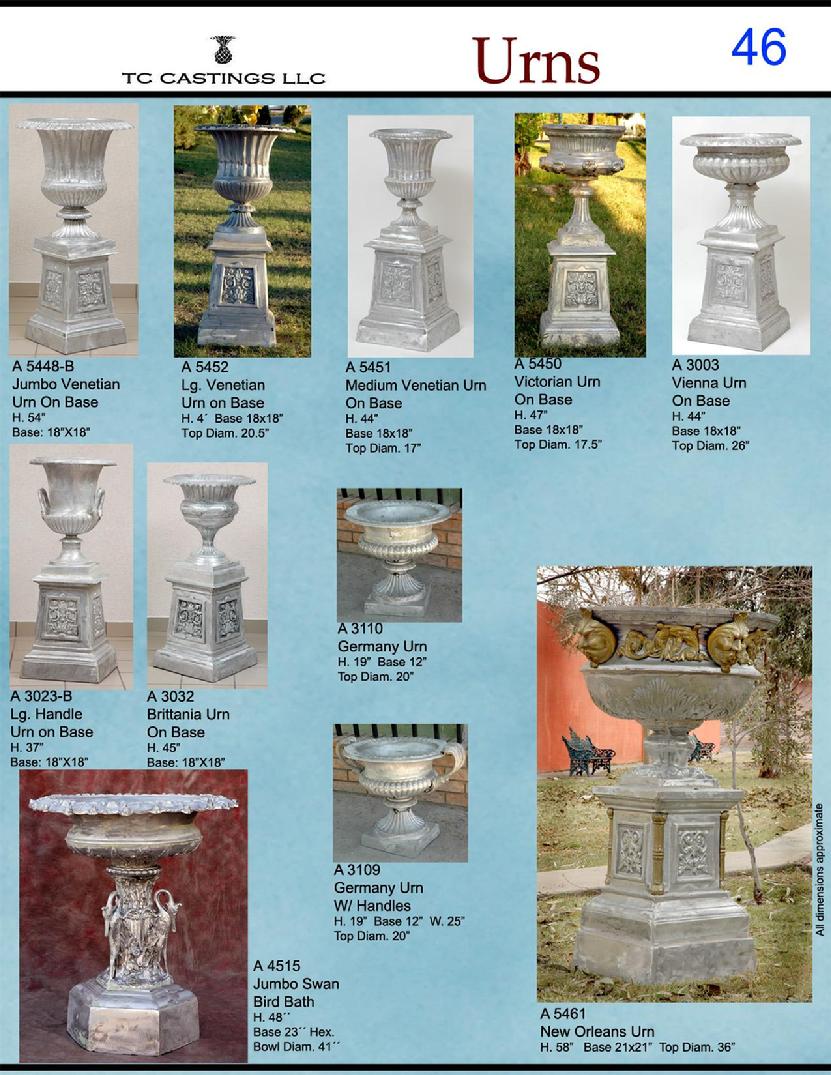 TC CASTINGS LLC
Urns
46
A 5448-B
Jumbo Venetian
Urn On Base
H. 54"
Base: 18"X18"
A 5452
Lg. Venetian
Urn on Base
H. 4´ Base 18x18"
Top Diam. 20.5"
A 5451
Medium Venetian Urn
On Base
H. 44"
Base 18x18"
Top Diam. 17"
A 5450
Victorian Urn
On Base
H. 47"
Base 18x18"
Top Diam. 17.5"
A 3003
Vienna Urn
On Base
H. 44"
Base 18x18"
Top Diam. 26"
A 3023-B
Lg. Handle
Urn on Base
H. 37"
Base: 18"X18"
A 3032
Brittania Urn
On Base
H. 45"
Base: 18"X18"
A 3110
Germany Urn
H. 19" Base 12"
Top Diam. 20"
A 3109
Germany Urn
W/ Handles
H. 19" Base 12" W. 25"
Top Diam. 20"
A 4515
Jumbo Swan
Bird Bath
H. 48´´
Base 23´´ Hex.
Bowl Diam. 41´´
A 5461
New Orleans Urn
H. 58" Base 21x21" Top Diam. 36"
All dimensions approximate